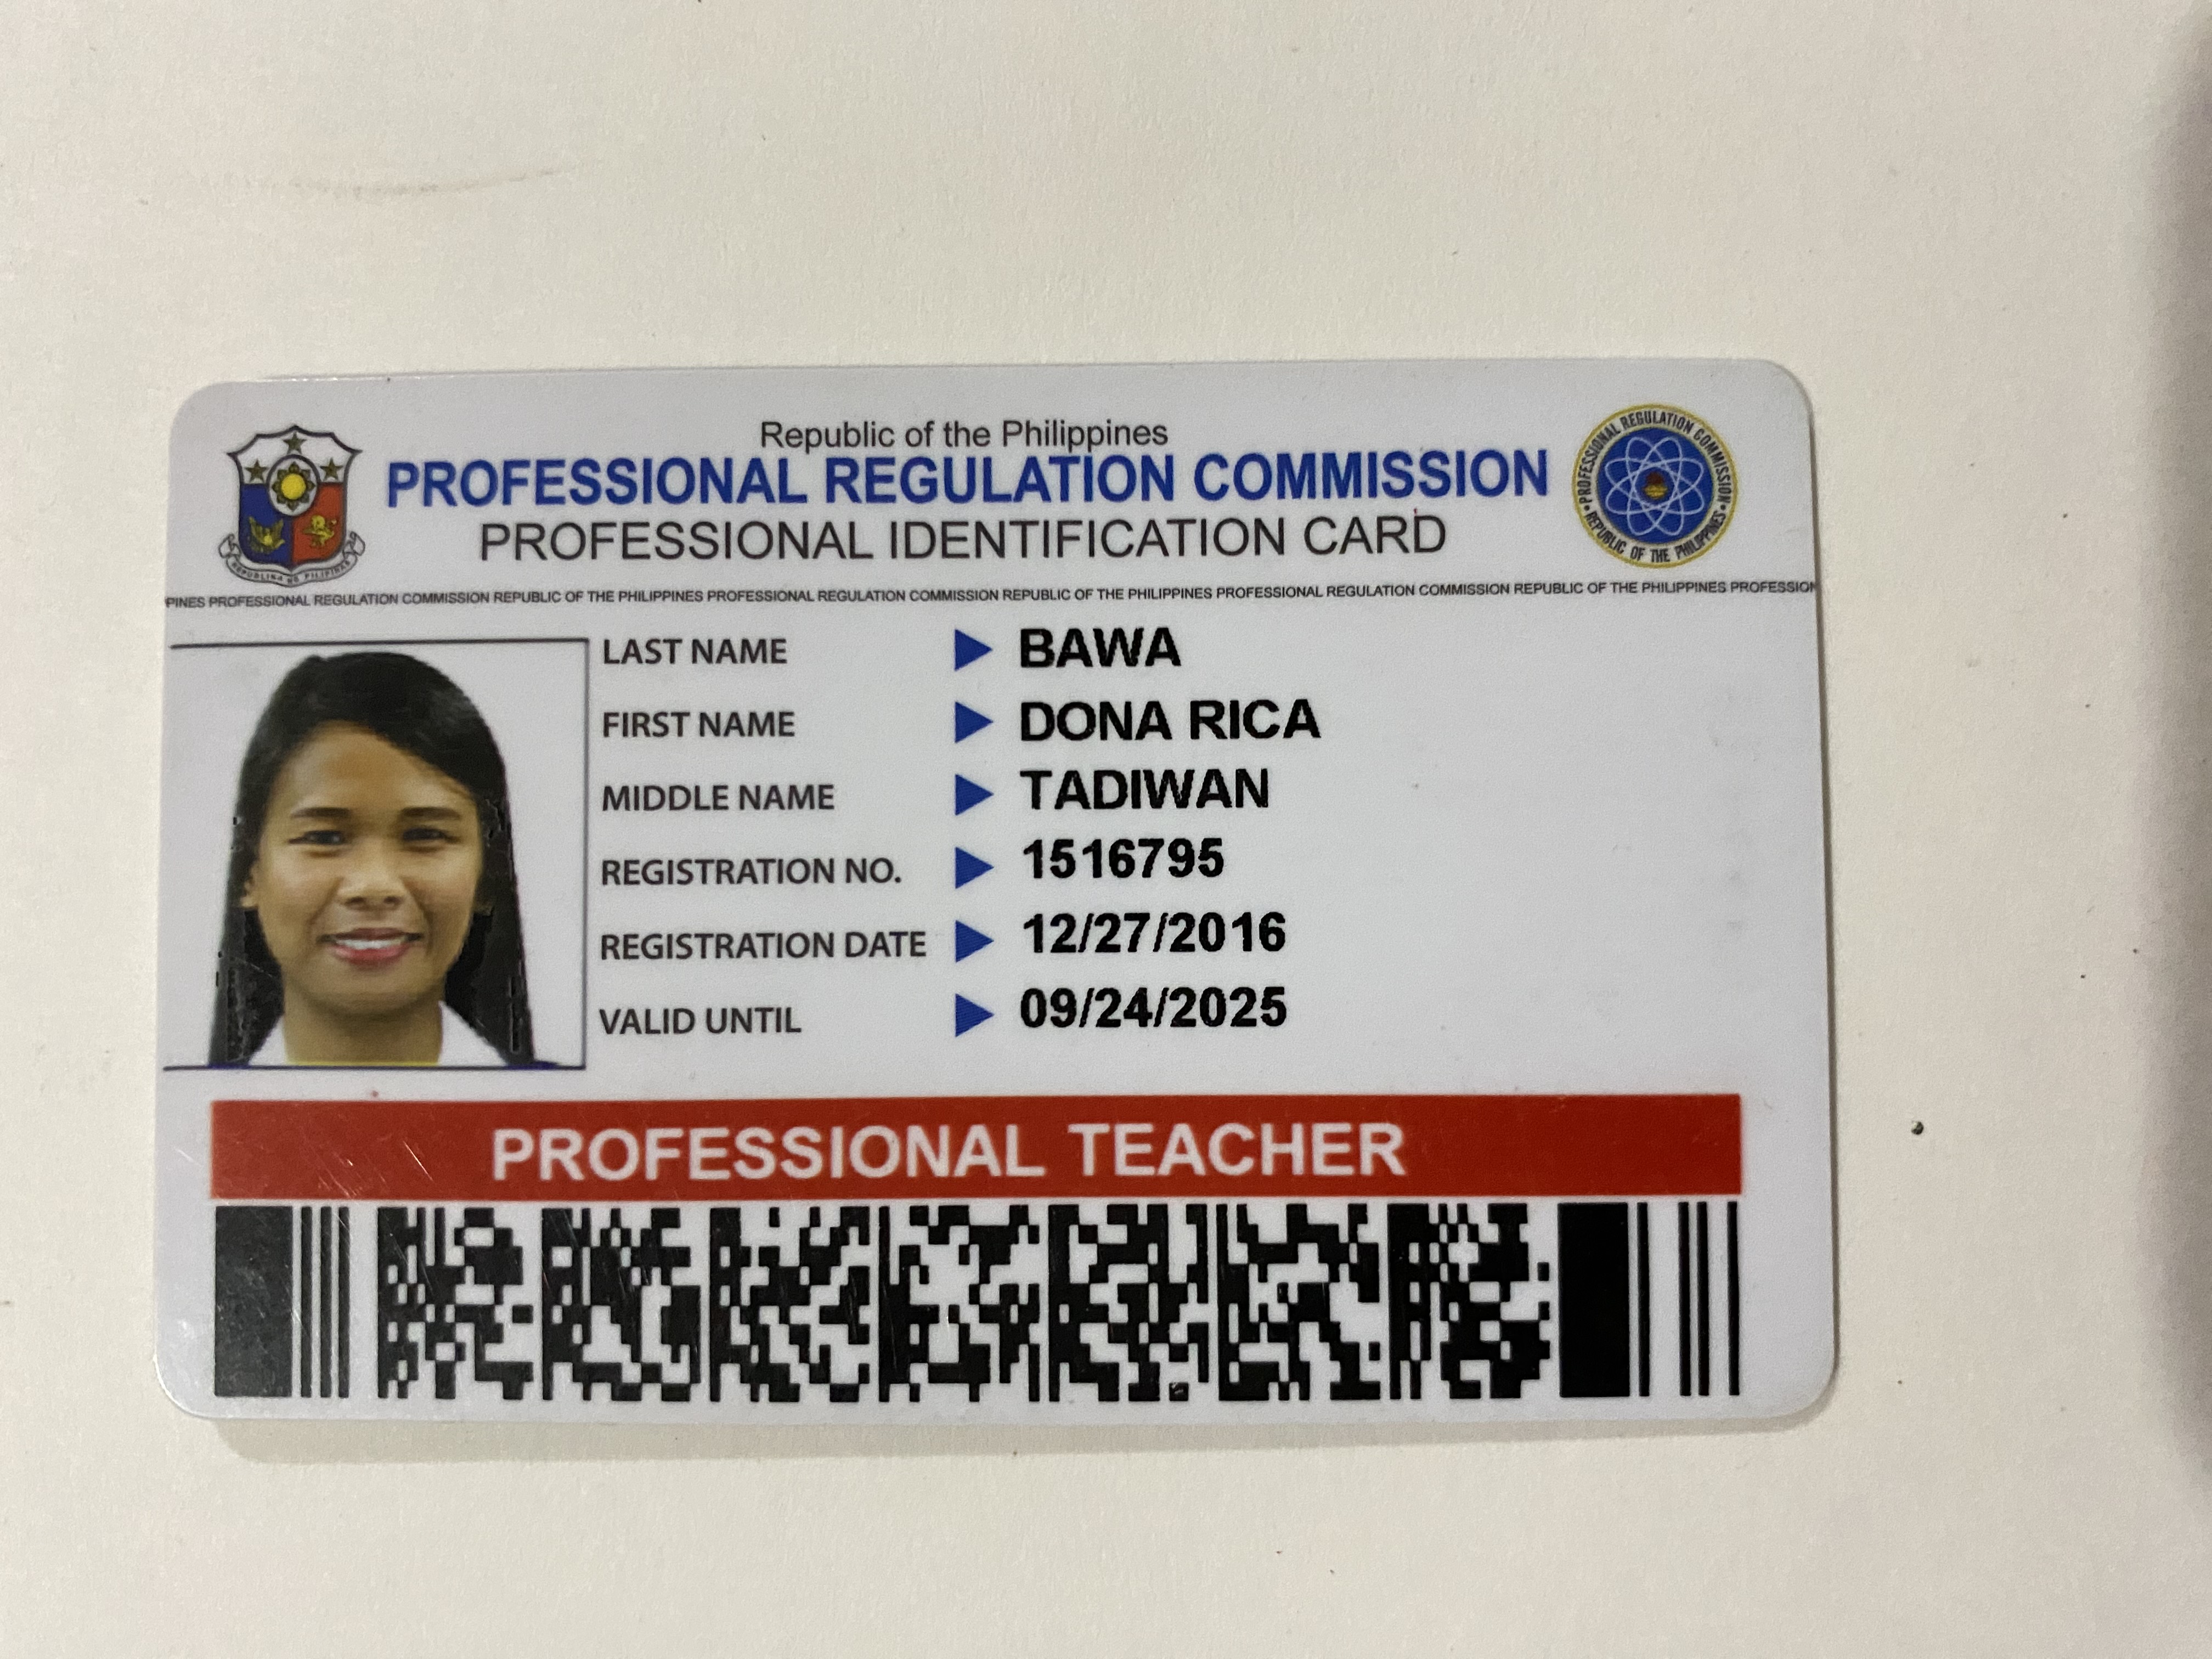 Republic of the Philippines
PROFESSIONAL REGULATION COMMISSION
PROFESSIONAL IDENTIFICATION CARD
PINES PROFESSIONAL REGULATION COMMISSION REPUBLIC OF THE PHILIPPINES PROFESSIONAL REGULATION COMMISSION REPUBLIC OF THE PHILIPPINES PROFESSIONAL REGULATION COMMISSION REPUBLIC OF THE PHILIPPINES PROFESSION
LAST NAME BAWA
FIRST NAME DONA RICA
MIDDLE NAME TADIWAN
REGISTRATION NO. 1516795
REGISTRATION DATE 12/27/2016
VALID UNTIL 09/24/2025
PROFESSIONAL TEACHER
REPUBLIKA NG PILIPINAS
PROFESSIONAL REGULATION COMMISSION
REPUBLIC OF THE PHILIPPINES